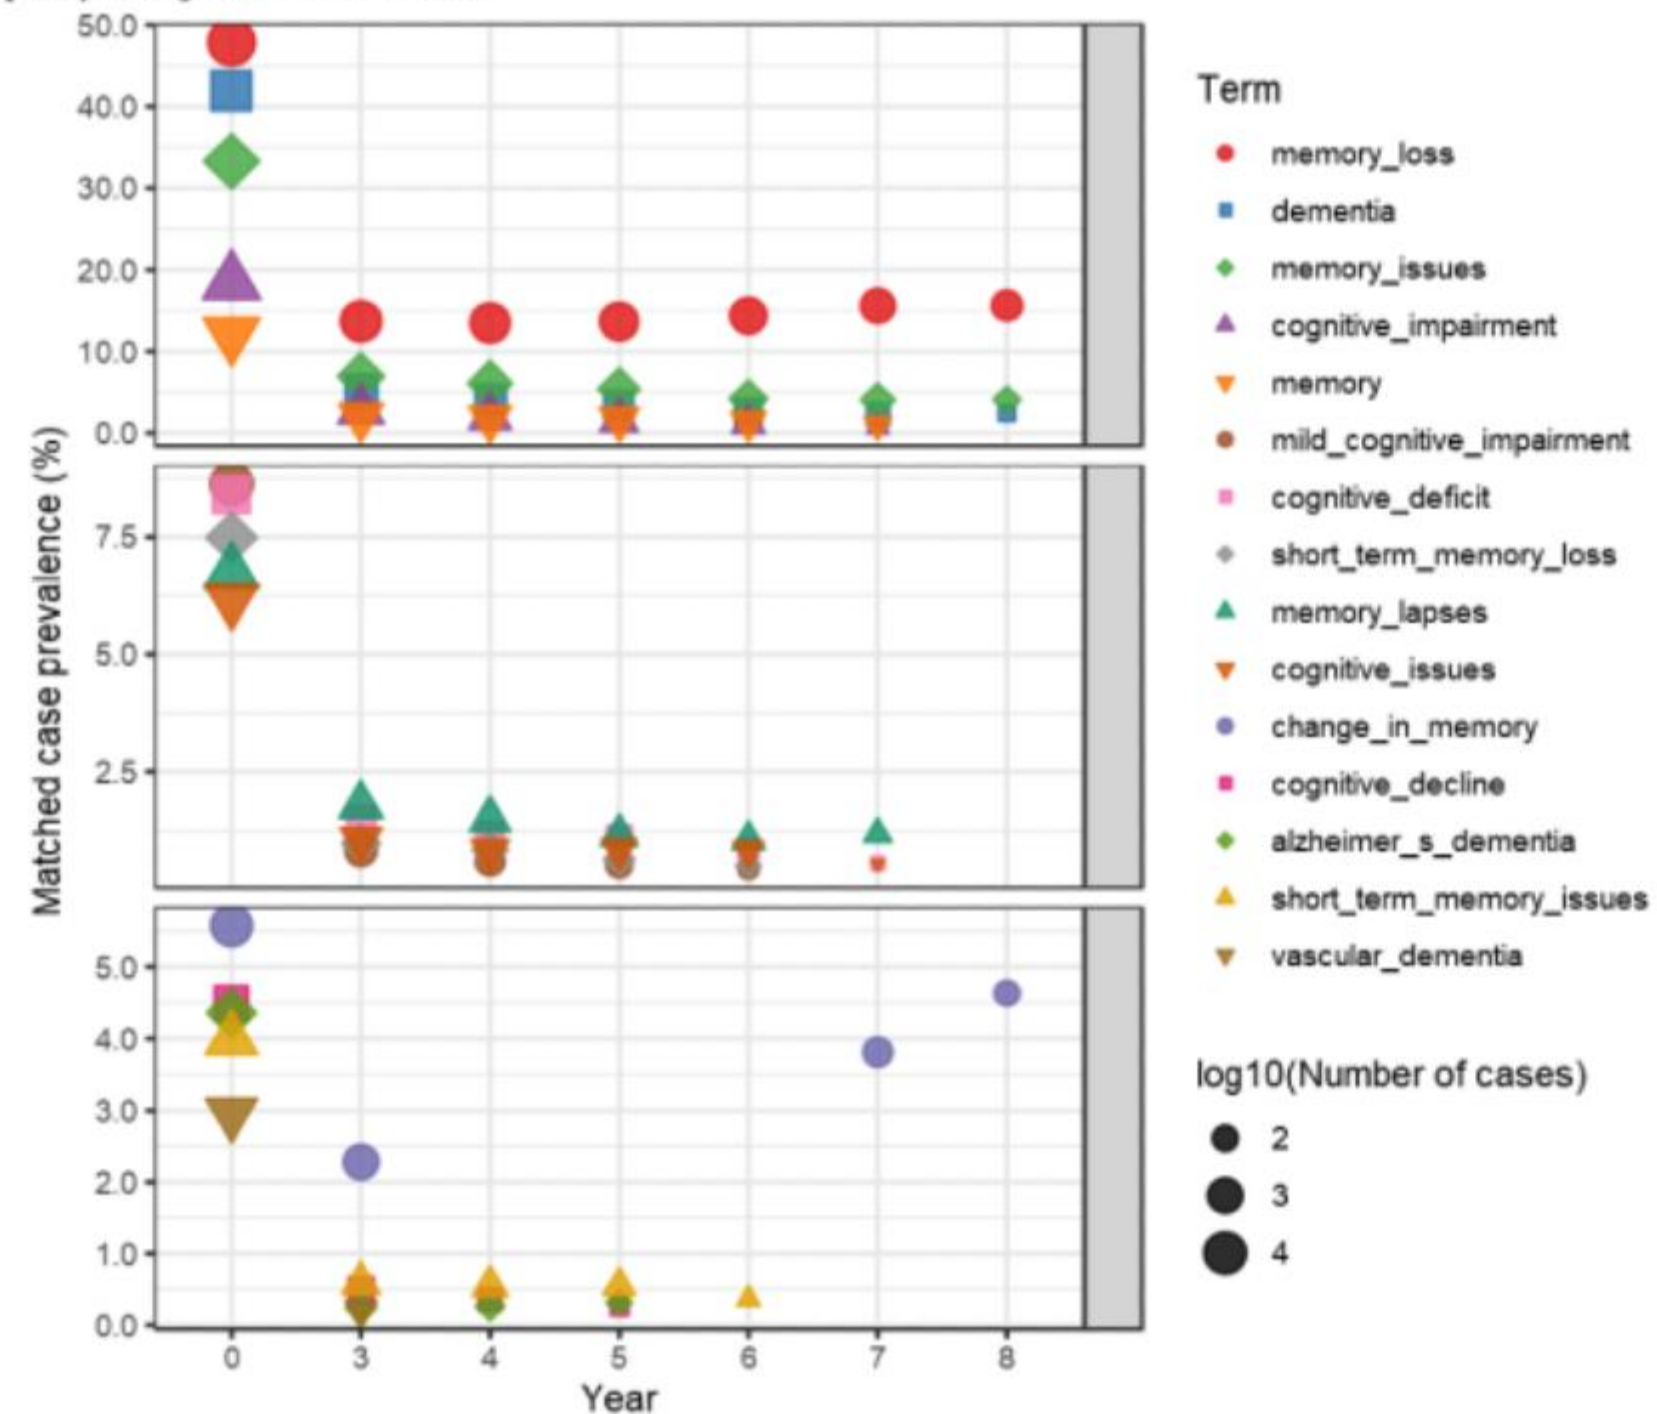 50.0
40.0
30.0
20.0
10.0
0.0
7.5
5.0
2.5
5.0
4.0
3.0
2.0
1.0
0.0
Matched case prevalence (%)
0 3 4 5 6 7 8
Year
Term
memory_loss
dementia
memory_issues
cognitive_impairment
memory
mild_cognitive_impairment
cognitive_deficit
short_term_memory_loss
memory_lapses
cognitive_issues
change_in_memory
cognitive_decline
alzheimer_s_dementia
short_term_memory_issues
vascular_dementia
log10(Number of cases)
2
3
4